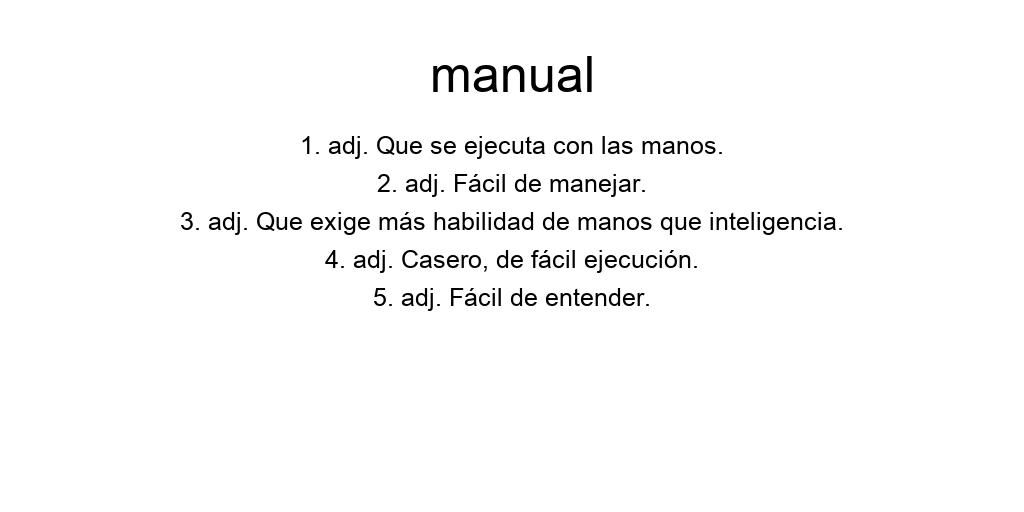 manual
1. adj. Que se ejecuta con las manos.
2. adj. Fácil de manejar.
3. adj. Que exige más habilidad de manos que inteligencia.
4. adj. Casero, de fácil ejecución.
5. adj. Fácil de entender.